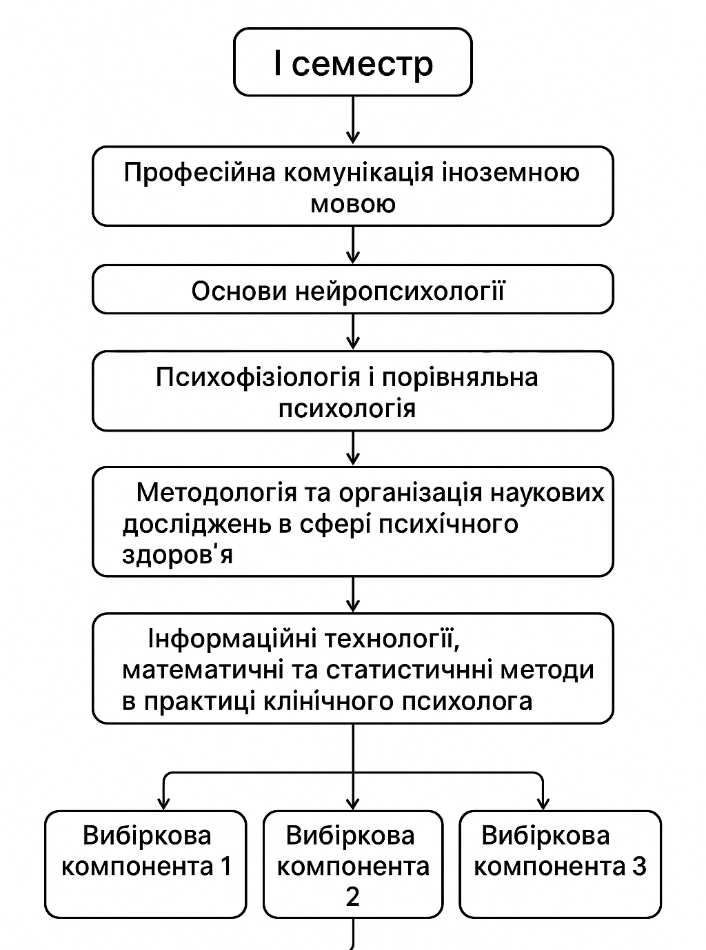 І семестр
Професійна комунікація іноземною
мовою
Основи нейропсихології
Психофізіологія і порівняльна
психологія
Методологія та організація наукових
досліджень в сфері психічного
здоров'я
Інформаційні технології,
математичні та статистичнні методи
в практиці клінічного психолога
Вибіркова
компонента 1
Вибіркова
компонента
2
Вибіркова
компонента 3